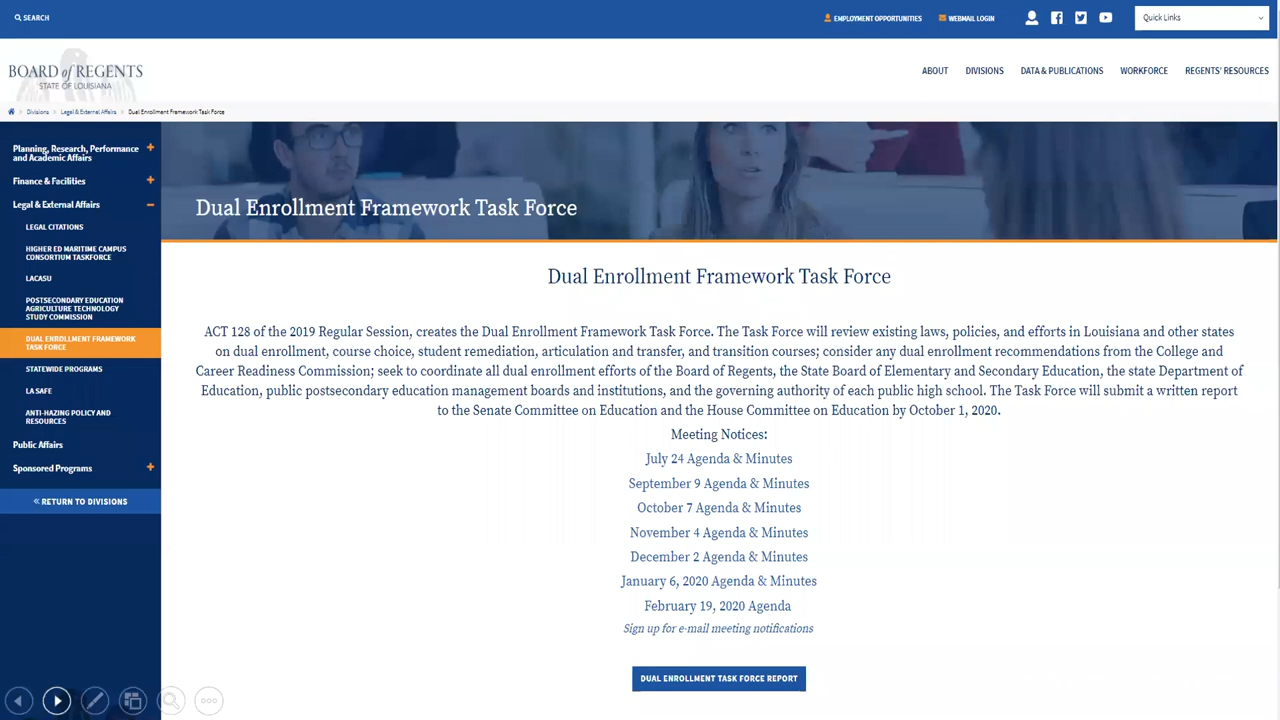 SEARCH
EMPLOYMENT OPPORTUNITIES
WEBMAIL LOGIN
Quick Links
BOARD of REGENTS
STATE OF LOUISIANA
ABOUT
DIVISIONS
DATA & PUBLICATIONS
WORKFORCE
REGENTS' RESOURCES
Divisions > Legal & External Affairs > Dual Enrollment Framework Task Force
Planning, Research, Performance
and Academic Affairs
Finance & Facilities
Legal & External Affairs
LEGAL CITATIONS
HIGHER ED MARITIME CAMPUS
CONSORTIUM TASKFORCE
LACASU
POSTSECONDARY EDUCATION
AGRICULTURE TECHNOLOGY
STUDY COMMISSION
DUAL ENROLLMENT FRAMEWORK
TASK FORCE
STATEWIDE PROGRAMS
LA SAFE
ANTI-HAZING POLICY AND
RESOURCES
Public Affairs
Sponsored Programs
« RETURN TO DIVISIONS
Dual Enrollment Framework Task Force
Dual Enrollment Framework Task Force
ACT 128 of the 2019 Regular Session, creates the Dual Enrollment Framework Task Force. The Task Force will review existing laws, policies, and efforts in Louisiana and other states
on dual enrollment, course choice, student remediation, articulation and transfer, and transition courses; consider any dual enrollment recommendations from the College and
Career Readiness Commission; seek to coordinate all dual enrollment efforts of the Board of Regents, the State Board of Elementary and Secondary Education, the state Department of
Education, public postsecondary education management boards and institutions, and the governing authority of each public high school. The Task Force will submit a written report
to the Senate Committee on Education and the House Committee on Education by October 1, 2020.
Meeting Notices:
July 24 Agenda & Minutes
September 9 Agenda & Minutes
October 7 Agenda & Minutes
November 4 Agenda & Minutes
December 2 Agenda & Minutes
January 6, 2020 Agenda & Minutes
February 19, 2020 Agenda
Sign up for e-mail meeting notifications
DUAL ENROLLMENT TASK FORCE REPORT